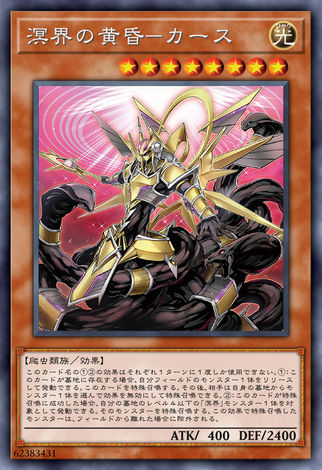 溟界の黄昏－カース
光
【爬虫類族／効果】
このカード名の①②の効果はそれぞれ１ターンに１度しか使用できない。①：こ
のカードが墓地に存在する場合、自分フィールドのモンスター１体をリリース
して発動できる。このカードを特殊召喚する。その後、相手は自身の墓地からモ
ンスター１体を選んで効果を無効にして特殊召喚できる。②：このカードが特殊
召喚に成功した場合、自分の墓地のレベル４以下の「溟界」モンスター１体を対
象として発動できる。そのモンスターを特殊召喚する。この効果で特殊召喚した
モンスターは、フィールドから離れた場合に除外される。
ATK/ 400 DEF/2400
62383431